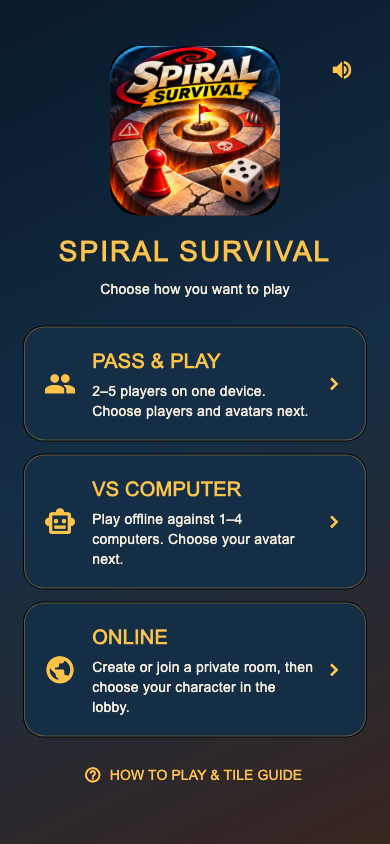 SPIRAL
SURVIVAL
SPIRAL SURVIVAL
Choose how you want to play
PASS & PLAY
2–5 players on one device.
Choose players and avatars next.
VS COMPUTER
Play offline against 1–4
computers. Choose your avatar
next.
ONLINE
Create or join a private room, then
choose your character in the
lobby.
HOW TO PLAY & TILE GUIDE